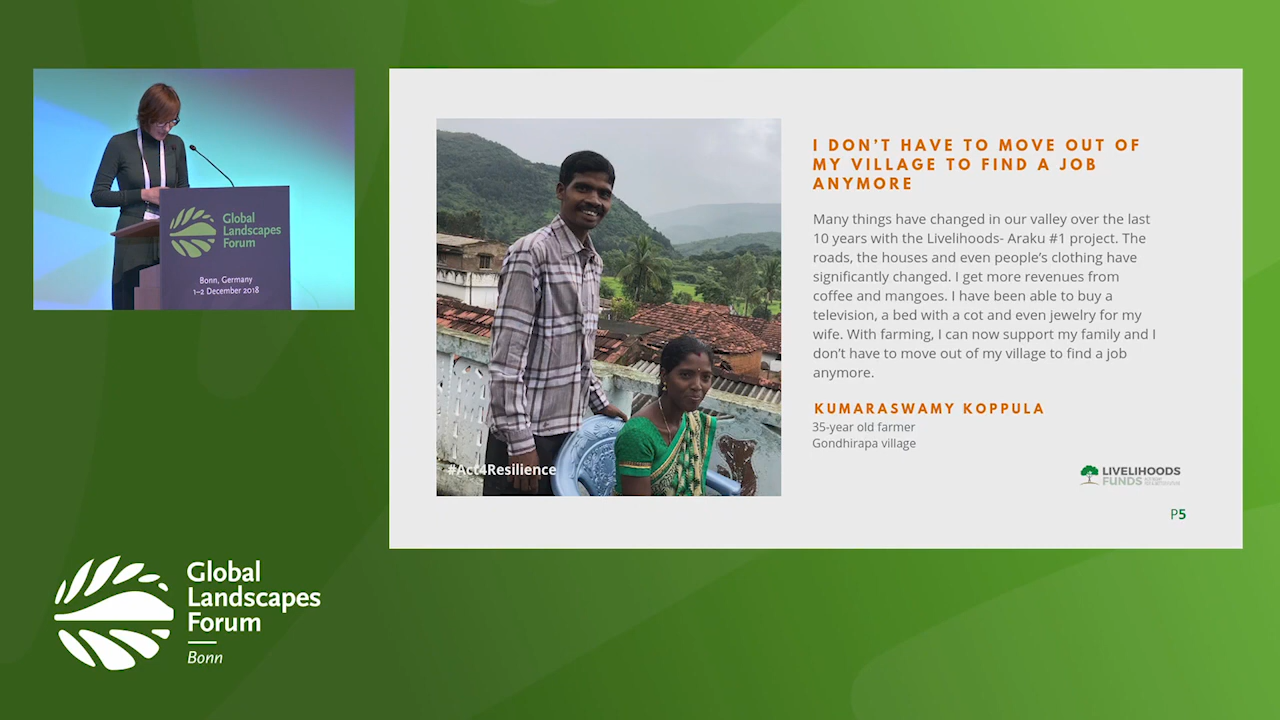 Global
Landscapes
Forum
Bonn, Germany
1–2 December 2018
#Act4Resilience
I DON’T HAVE TO MOVE OUT OF
MY VILLAGE TO FIND A JOB
ANYMORE
Many things have changed in our valley over the last
10 years with the Livelihoods- Araku #1 project. The
roads, the houses and even people’s clothing have
significantly changed. I get more revenues from
coffee and mangoes. I have been able to buy a
television, a bed with a cot and even jewelry for my
wife. With farming, I can now support my family and I
don’t have to move out of my village to find a job
anymore.
KUMARASWAMY KOPPULA
35-year old farmer
Gondhirapa village
LIVELIHOODS
FUNDS
P5
Global
Landscapes
Forum
Bonn